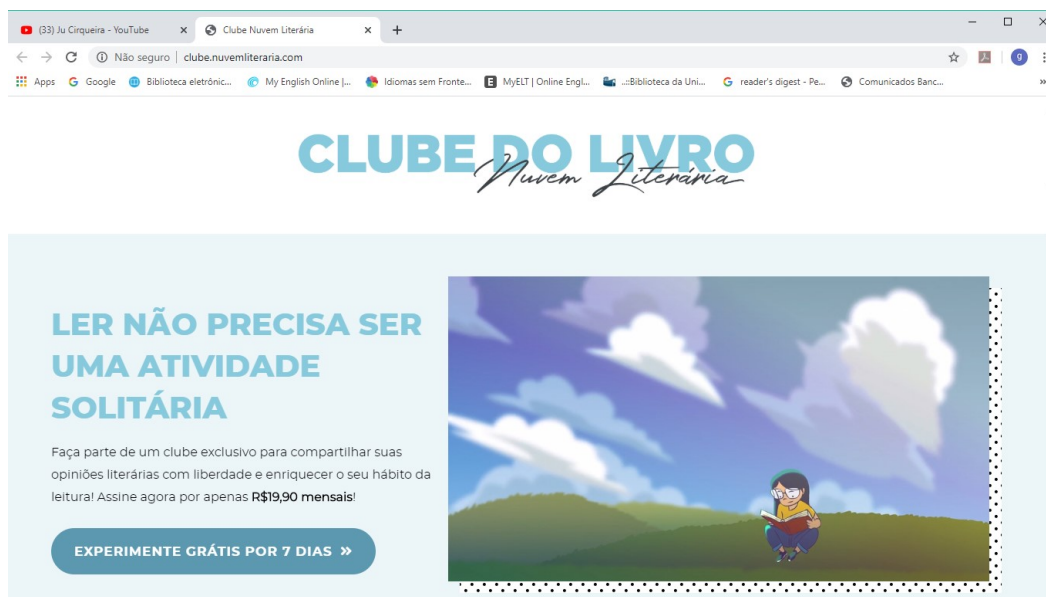 (33) Ju Cirqueira - YouTube
Clube Nuvem Literária
Não seguro | clube.nuvemliteraria.com
g
Apps Google Biblioteca eletrônic... My English Online |... Idiomas sem Fronte... MyELT | Online Engl... ..::Biblioteca da Uni... reader's digest - Pe... Comunicados Banc...
CLUBE DO LIVRO
Nuvem Literária
LER NÃO PRECISA SER
UMA ATIVIDADE
SOLITÁRIA
Faça parte de um clube exclusivo para compartilhar suas
opiniões literárias com liberdade e enriquecer o seu hábito da
leitura! Assine agora por apenas R$19,90 mensais!
EXPERIMENTE GRÁTIS POR 7 DIAS »